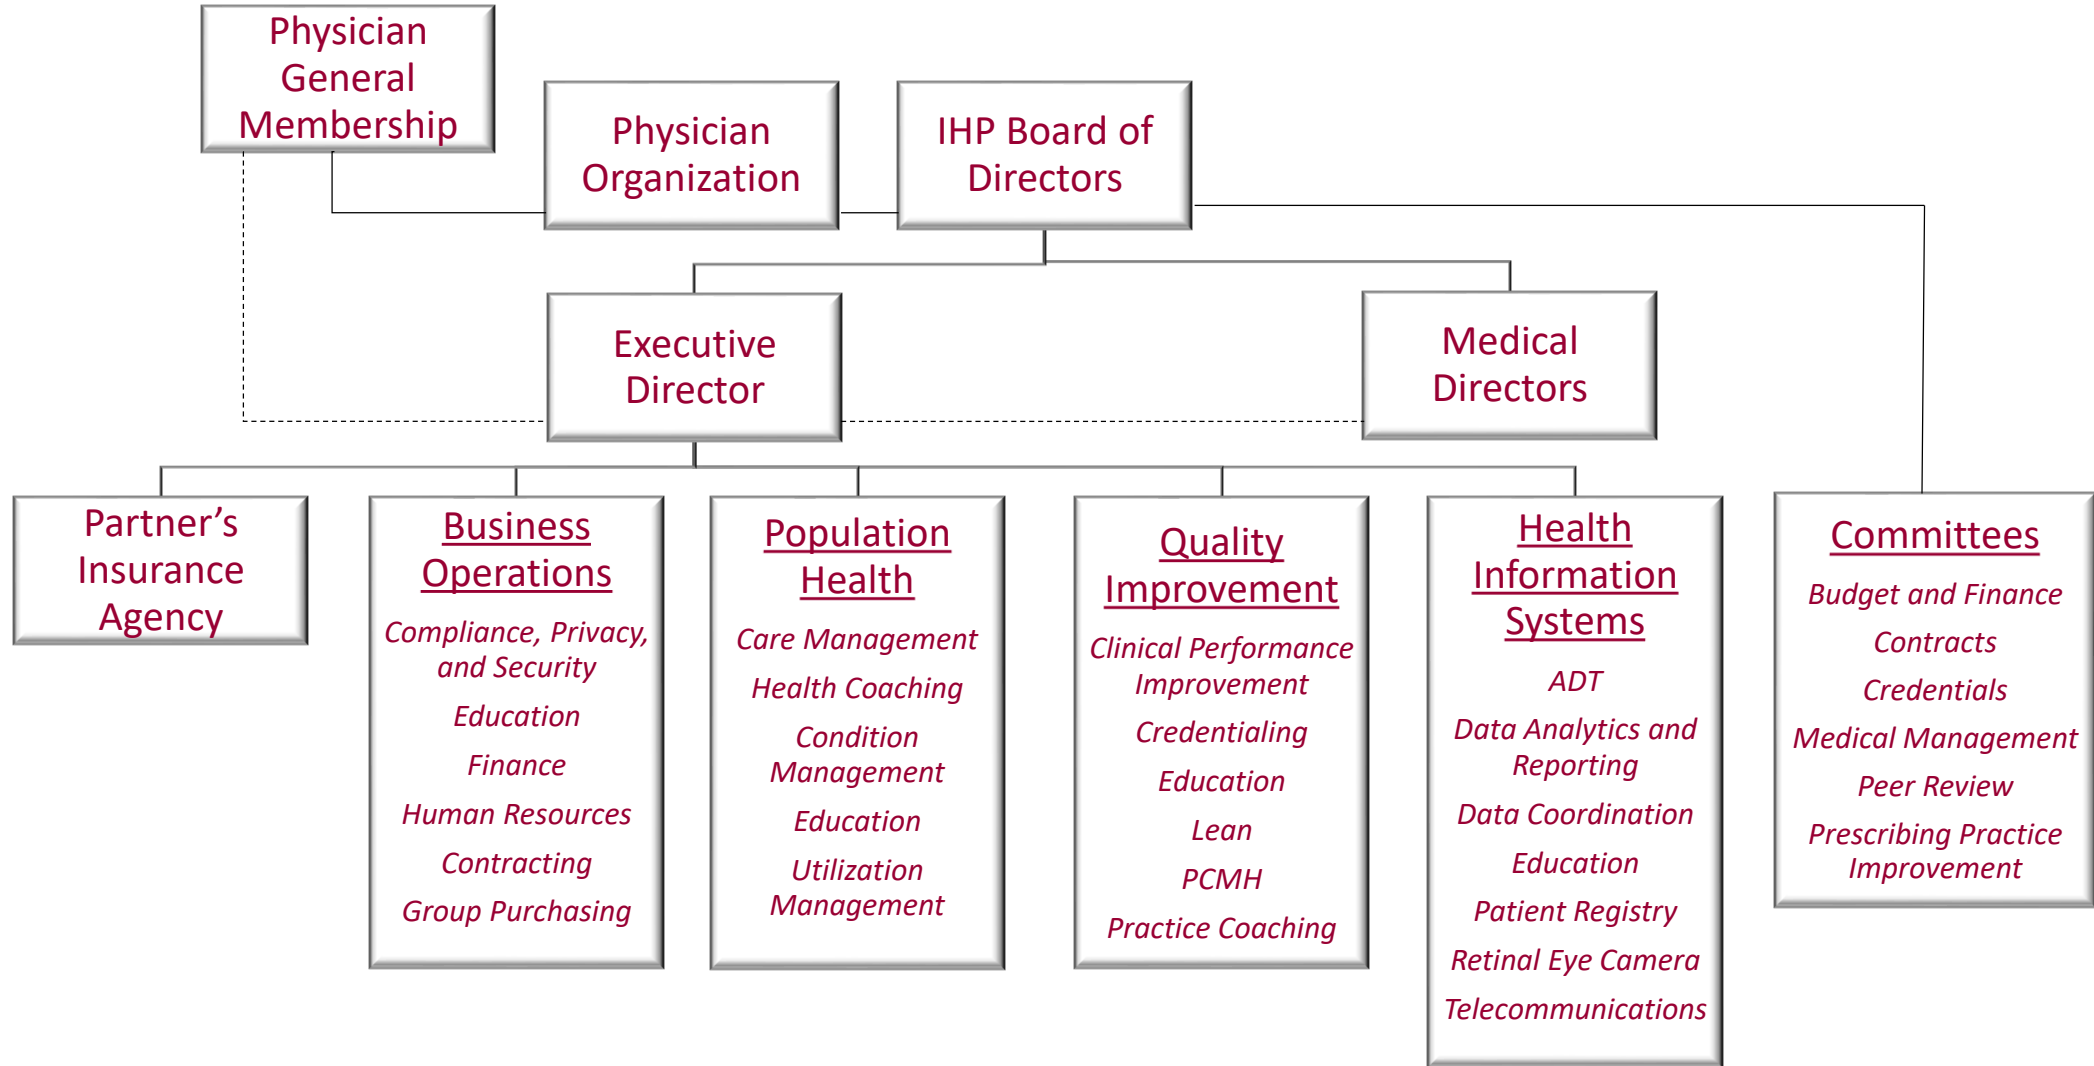 Physician
General
Membership
Physician
Organization
IHP Board of
Directors
Executive
Director
Medical
Directors
Partner’s
Insurance
Agency
Business
Operations
Compliance, Privacy,
and Security
Education
Finance
Human Resources
Contracting
Group Purchasing
Population
Health
Care Management
Health Coaching
Condition
Management
Education
Utilization
Management
Quality
Improvement
Clinical Performance
Improvement
Credentialing
Education
Lean
PCMH
Practice Coaching
Health
Information
Systems
ADT
Data Analytics and
Reporting
Data Coordination
Education
Patient Registry
Retinal Eye Camera
Telecommunications
Committees
Budget and Finance
Contracts
Credentials
Medical Management
Peer Review
Prescribing Practice
Improvement